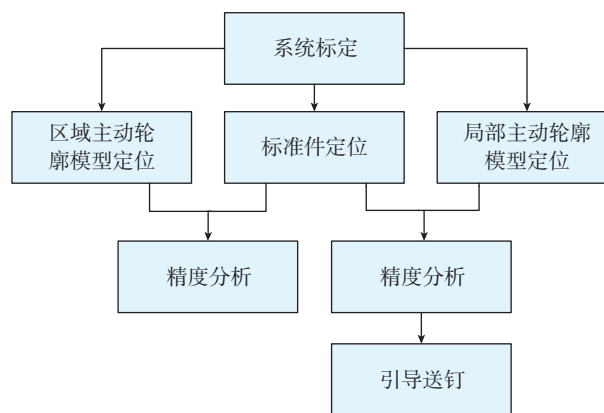 系统标定
区域主动轮
廓模型定位
标准件定位
局部主动轮廓
模型定位
精度分析
精度分析
引导送钉